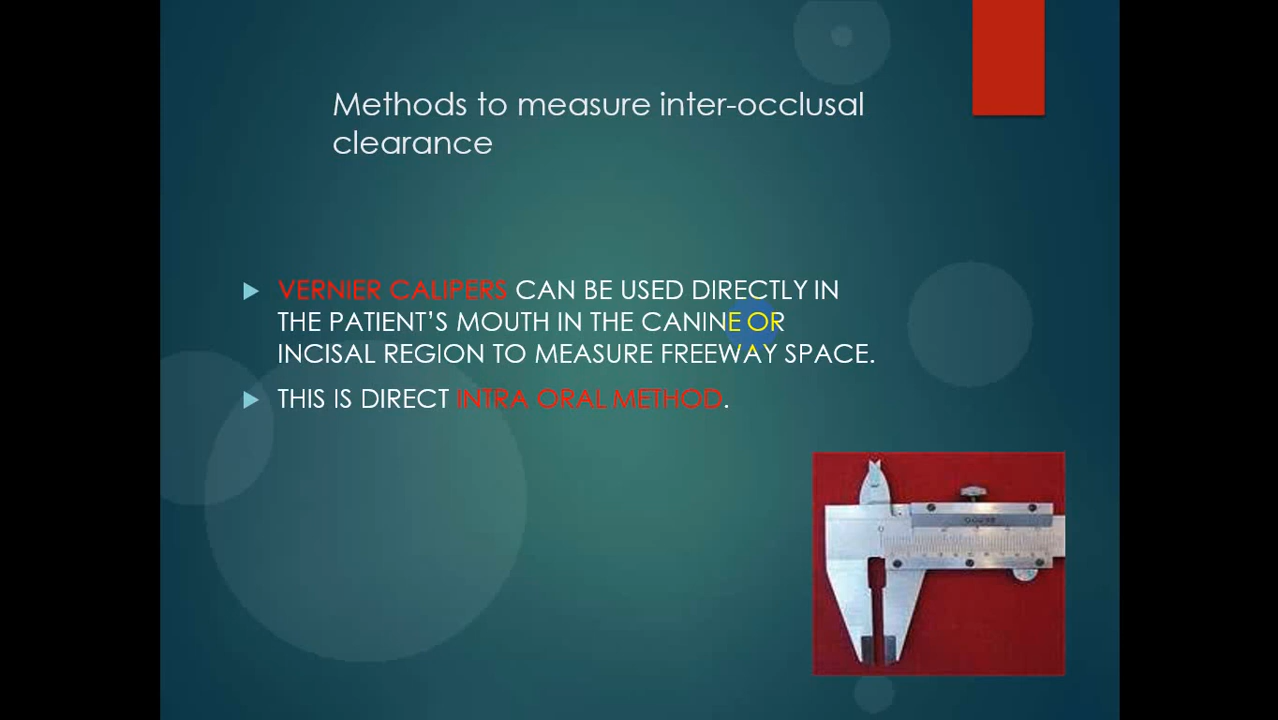 Methods to measure inter-occlusal
clearance
VERNIER CALIPERS CAN BE USED DIRECTLY IN
THE PATIENT’S MOUTH IN THE CANINE OR
INCISAL REGION TO MEASURE FREEWAY SPACE.
THIS IS DIRECT INTRA ORAL METHOD.